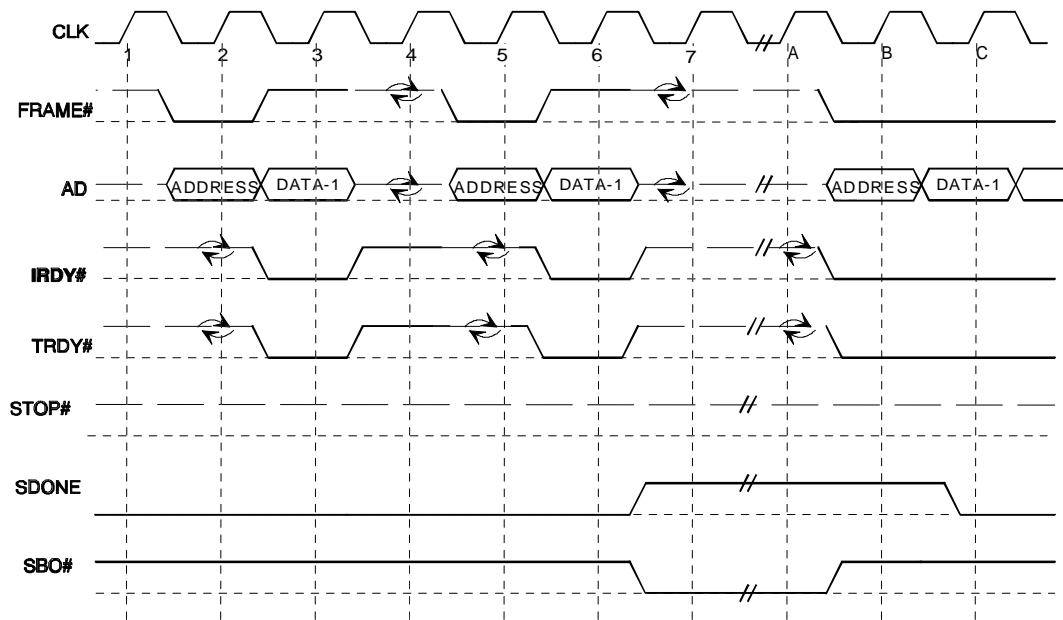 CLK
1 2 3 4 5 6 7 A B C
FRAME#
AD ADDRESS DATA-1 ADDRESS DATA-1 ADDRESS DATA-1
IRDY#
TRDY#
STOP#
SDONE
SBO#